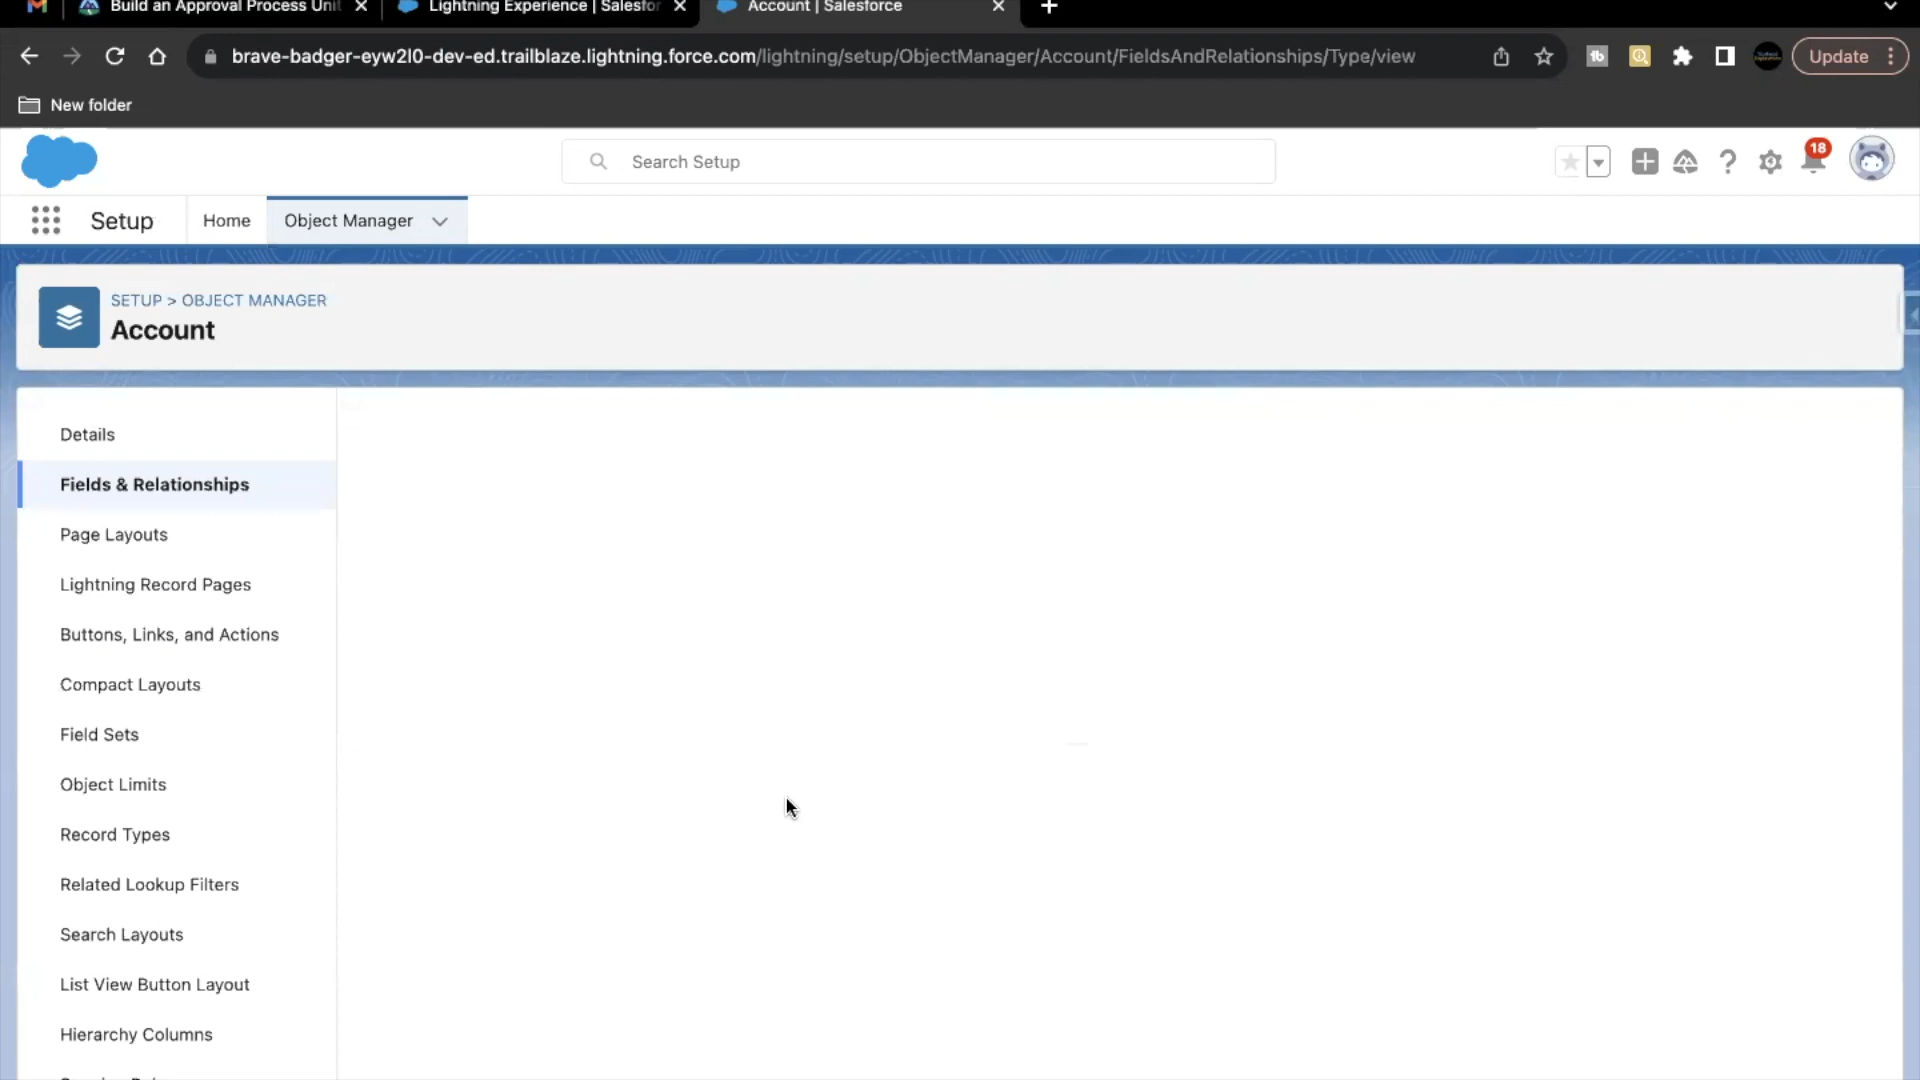 Build an Approval Process Unit
Lightning Experience | Salesfor
Account | Salesforce
brave-badger-eyw2l0-dev-ed.trailblaze.lightning.force.com/lightning/setup/ObjectManager/Account/FieldsAndRelationships/Type/view
Update
New folder
Search Setup
18
Setup
Home
Object Manager
SETUP > OBJECT MANAGER
Account
Details
Fields & Relationships
Page Layouts
Lightning Record Pages
Buttons, Links, and Actions
Compact Layouts
Field Sets
Object Limits
Record Types
Related Lookup Filters
Search Layouts
List View Button Layout
Hierarchy Columns